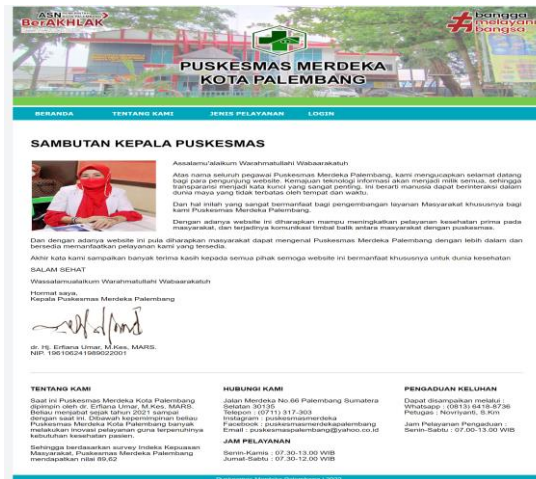 ASN
BerAKHLAK
bangga
melayani
bangsa
PUSKESMAS MERDEKA
KOTA PALEMBANG
BERANDA TENTANG KAMI JENIS PELAYANAN LOGIN
SAMBUTAN KEPALA PUSKESMAS
Assalamu'alaikum Warahmatullahi Wabaarakatuh
Atas nama seluruh pegawai Puskesmas Merdeka Palembang, kami mengucapkan selamat datang
bagi para pengunjung website. Kemajuan teknologi informasi akan menjadi milik semua, sehingga
transparansi menjadi kata kunci yang sangat penting. Ini berarti manusia dapat berinteraksi dalam
dunia maya yang tidak terbatas oleh tempat dan waktu.
Dan hal inilah yang sangat bermanfaat bagi pengembangan layanan Masyarakat khususnya bagi
kami Puskesmas Merdeka Palembang.
Dengan adanya website ini diharapkan mampu meningkatkan pelayanan kesehatan prima pada
masyarakat, dan terjadinya komunikasi timbal balik antara masyarakat dengan puskesmas.
Dan dengan adanya website ini pula diharapkan masyarakat dapat mengenal Puskesmas Merdeka Palembang dengan lebih dalam dan
bersedia memanfaatkan pelayanan kami yang tersedia.
Akhir kata kami sampaikan banyak terima kasih kepada semua pihak semoga website ini bermanfaat khususnya untuk dunia kesehatan
SALAM SEHAT
Wassalamualaikum Warahmatullahi Wabaarakatuh
Hormat saya,
Kepala Puskesmas Merdeka Palembang
dr. Hj. Erfiana Umar, M.Kes, MARS.
NIP. 196106241989022001
TENTANG KAMI
Saat ini Puskesmas Merdeka Kota Palembang
dipimpin oleh dr. Erfiana Umar, M.Kes. MARS.
Beliau menjabat sejak tahun 2021 sampai
dengan saat ini. Dibawah kepemimpinan beliau
Puskesmas Merdeka Kota Palembang banyak
melakukan inovasi pelayanan guna terpenuhinya
kebutuhan kesehatan pasien.
Sehingga berdasarkan survey Indeks Kepuasan
Masyarakat, Puskesmas Merdeka Palembang
mendapatkan nilai 89,62
HUBUNGI KAMI
Jalan Merdeka No.66 Palembang Sumatera
Selatan 30135
Telepon : (0711) 317-303
Instagram : puskesmasmerdekapalembang
Facebook : puskesmasmerdekapalembang
Email : puskesmaspalembang@yahoo.co.id
JAM PELAYANAN
Senin-Kamis : 07.30-13.00 WIB
Jumat-Sabtu : 07.30-12.00 WIB
PENGADUAN KELUHAN
Dapat disampaikan melalui :
Whatsapp : (0813) 6418-8736
Petugas : Novriyanti, S.Km
Jam Pelayanan Pengaduan :
Senin-Sabtu : 07.00-13.00 WIB